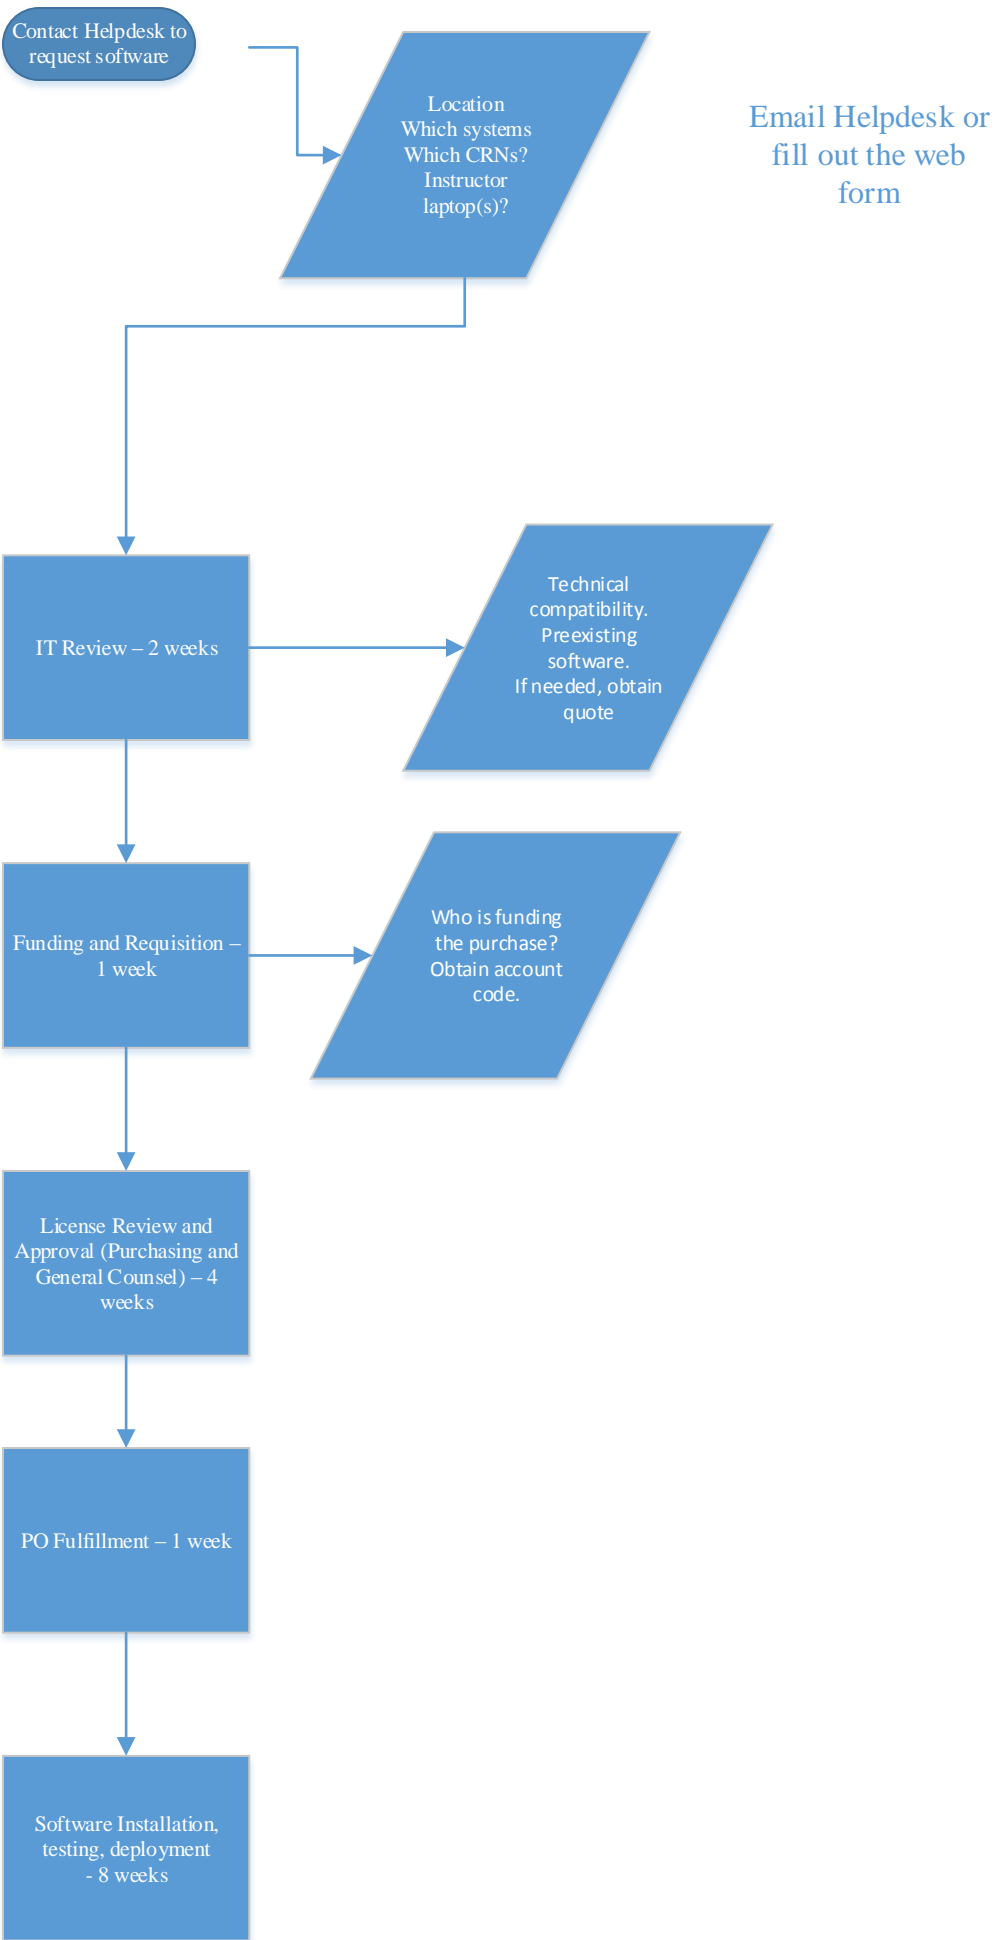 Contact Helpdesk to
request software
Location
Which systems
Which CRNs?
Instructor
laptop(s)?
Email Helpdesk or
fill out the web
form
IT Review – 2 weeks
Technical
compatibility.
Preexisting
software.
If needed, obtain
quote
Funding and Requisition –
1 week
Who is funding
the purchase?
Obtain account
code.
License Review and
Approval (Purchasing and
General Counsel) – 4
weeks
PO Fulfillment – 1 week
Software Installation,
testing, deployment
- 8 weeks